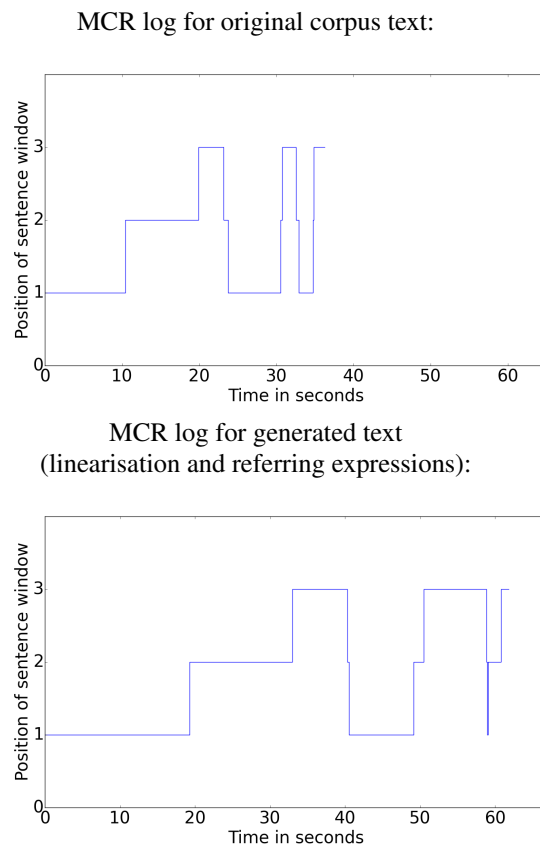 MCR log for original corpus text:
Position of sentence window
3
2
1
0
0 10 20 30 40 50 60
Time in seconds
MCR log for generated text
(linearisation and referring expressions):
Position of sentence window
3
2
1
0
0 10 20 30 40 50 60
Time in seconds